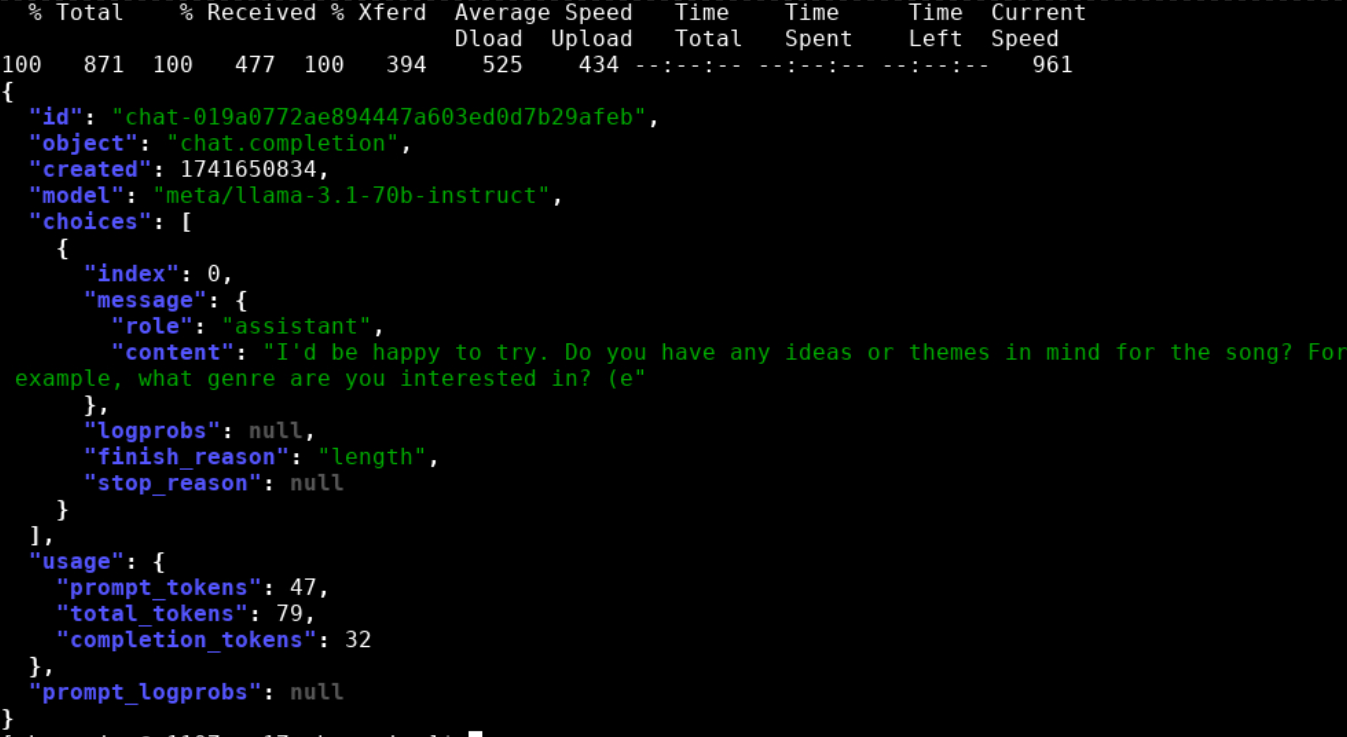 % Total    % Received % Xferd  Average Speed   Time    Time     Time  Current
                                 Dload  Upload   Total   Spent    Left  Speed
100   871  100   477  100   394    525    434 --:--:-- --:--:-- --:--:--   961
{
  "id": "chat-019a0772ae894447a603ed0d7b29afeb",
  "object": "chat.completion",
  "created": 1741650834,
  "model": "meta/llama-3.1-70b-instruct",
  "choices": [
    {
      "index": 0,
      "message": {
        "role": "assistant",
        "content": "I'd be happy to try. Do you have any ideas or themes in mind for the song? For
 example, what genre are you interested in? (e"
      },
      "logprobs": null,
      "finish_reason": "length",
      "stop_reason": null
    }
  ],
  "usage": {
    "prompt_tokens": 47,
    "total_tokens": 79,
    "completion_tokens": 32
  },
  "prompt_logprobs": null
}